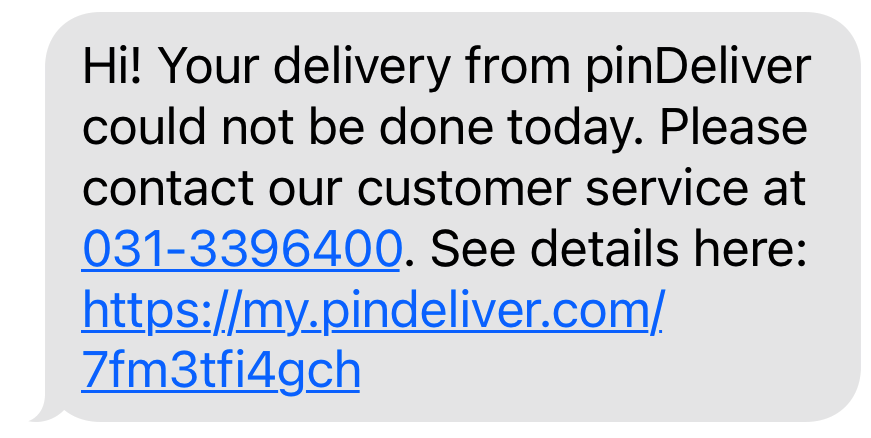 Hi! Your delivery from pinDeliver
could not be done today. Please
contact our customer service at
031-3396400. See details here:
https://my.pindeliver.com/
7fm3tfi4gch